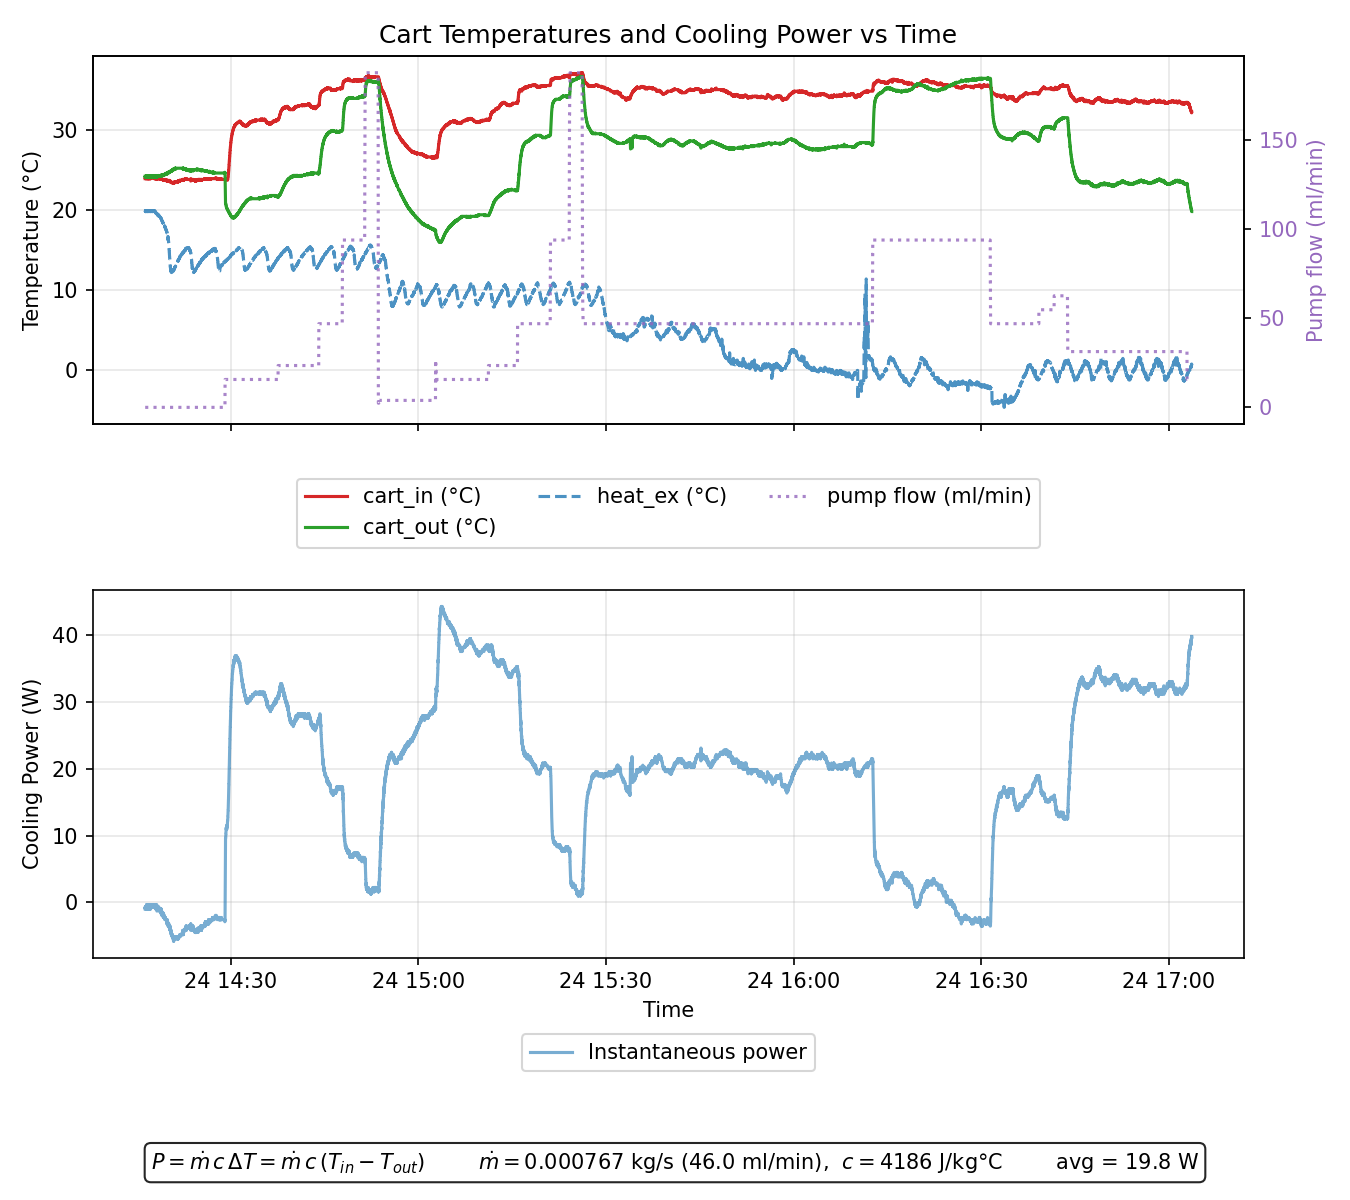 Cart Temperatures and Cooling Power vs Time
Temperature (°C)
30
20
10
0
Pump flow (ml/min)
150
100
50
0
cart_in (°C)
cart_out (°C)
heat_ex (°C)
pump flow (ml/min)
Cooling Power (W)
40
30
20
10
0
24 14:30
24 15:00
24 15:30
24 16:00
24 16:30
24 17:00
Time
Instantaneous power
P = ṁ c ΔT = ṁ c (T_in − T_out) ṁ = 0.000767 kg/s (46.0 ml/min), c = 4186 J/kg°C avg = 19.8 W